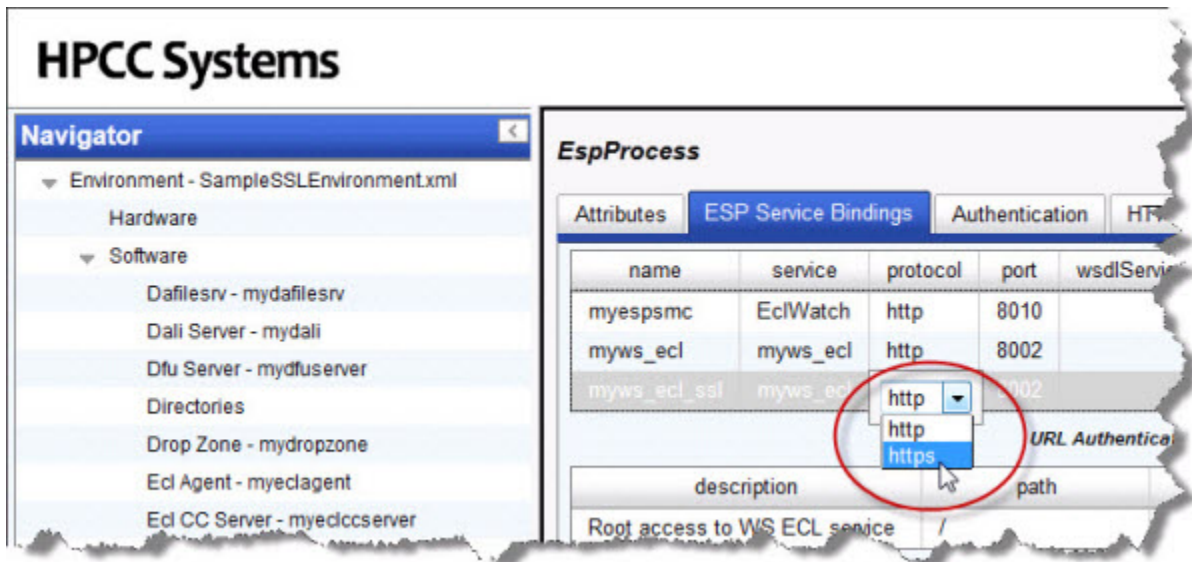 HPCC Systems
Navigator
Environment - SampleSSLEnvironment.xml
Hardware
Software
Dafilesrv - mydafilesrv
Dali Server - mydali
Dfu Server - mydfuserver
Directories
Drop Zone - mydropzone
Ecl Agent - myeclagent
Ecl CC Server - myeclccserver
EspProcess
Attributes ESP Service Bindings Authentication
name service protocol port
myespsmc EclWatch http 8010
myws_ecl myws_ecl http 8002
myws_ecl_ssl myws_ecl http
http
https
URL
description path
Root access to WS ECL service /